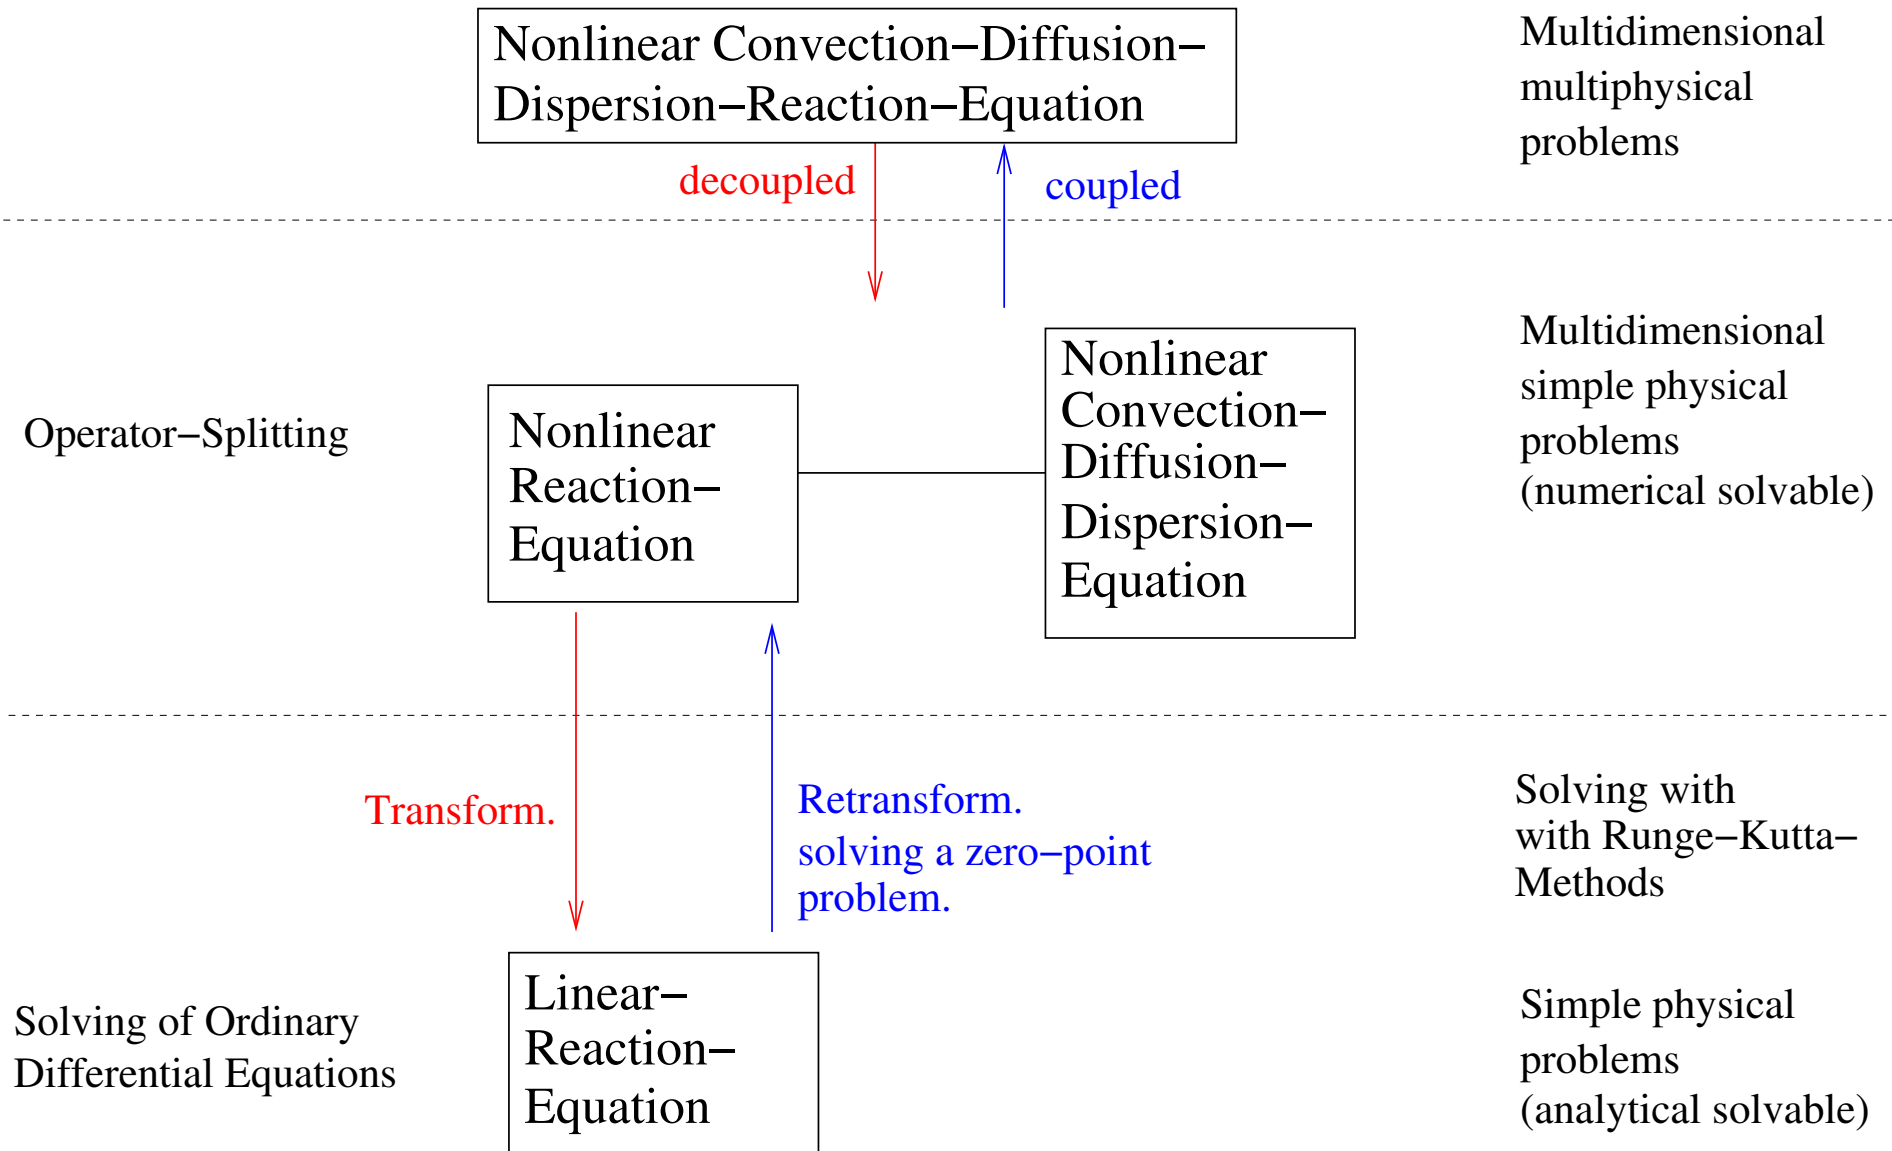 Nonlinear Convection–Diffusion–
Dispersion–Reaction–Equation
Multidimensional
multiphysical
problems
decoupled
coupled
Operator–Splitting
Nonlinear
Reaction–
Equation
Nonlinear
Convection–
Diffusion–
Dispersion–
Equation
Multidimensional
simple physical
problems
(numerical solvable)
Transform.
Retransform.
solving a zero–point
problem.
Solving with
with Runge–Kutta–
Methods
Solving of Ordinary
Differential Equations
Linear–
Reaction–
Equation
Simple physical
problems
(analytical solvable)